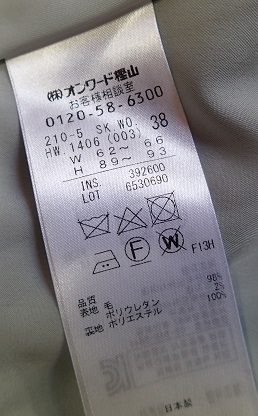 (株)オンワード樫山
お客様相談室
0120-58-6300
210-5 SK WO.
HW.1406 (003) 38
W 62〜 66
H 89〜 93
INS. 392600
LOT 6530690
F W F13H
品質
表地 毛 98%
ポリウレタン 2%
裏地 ポリエステル 100%
日本製